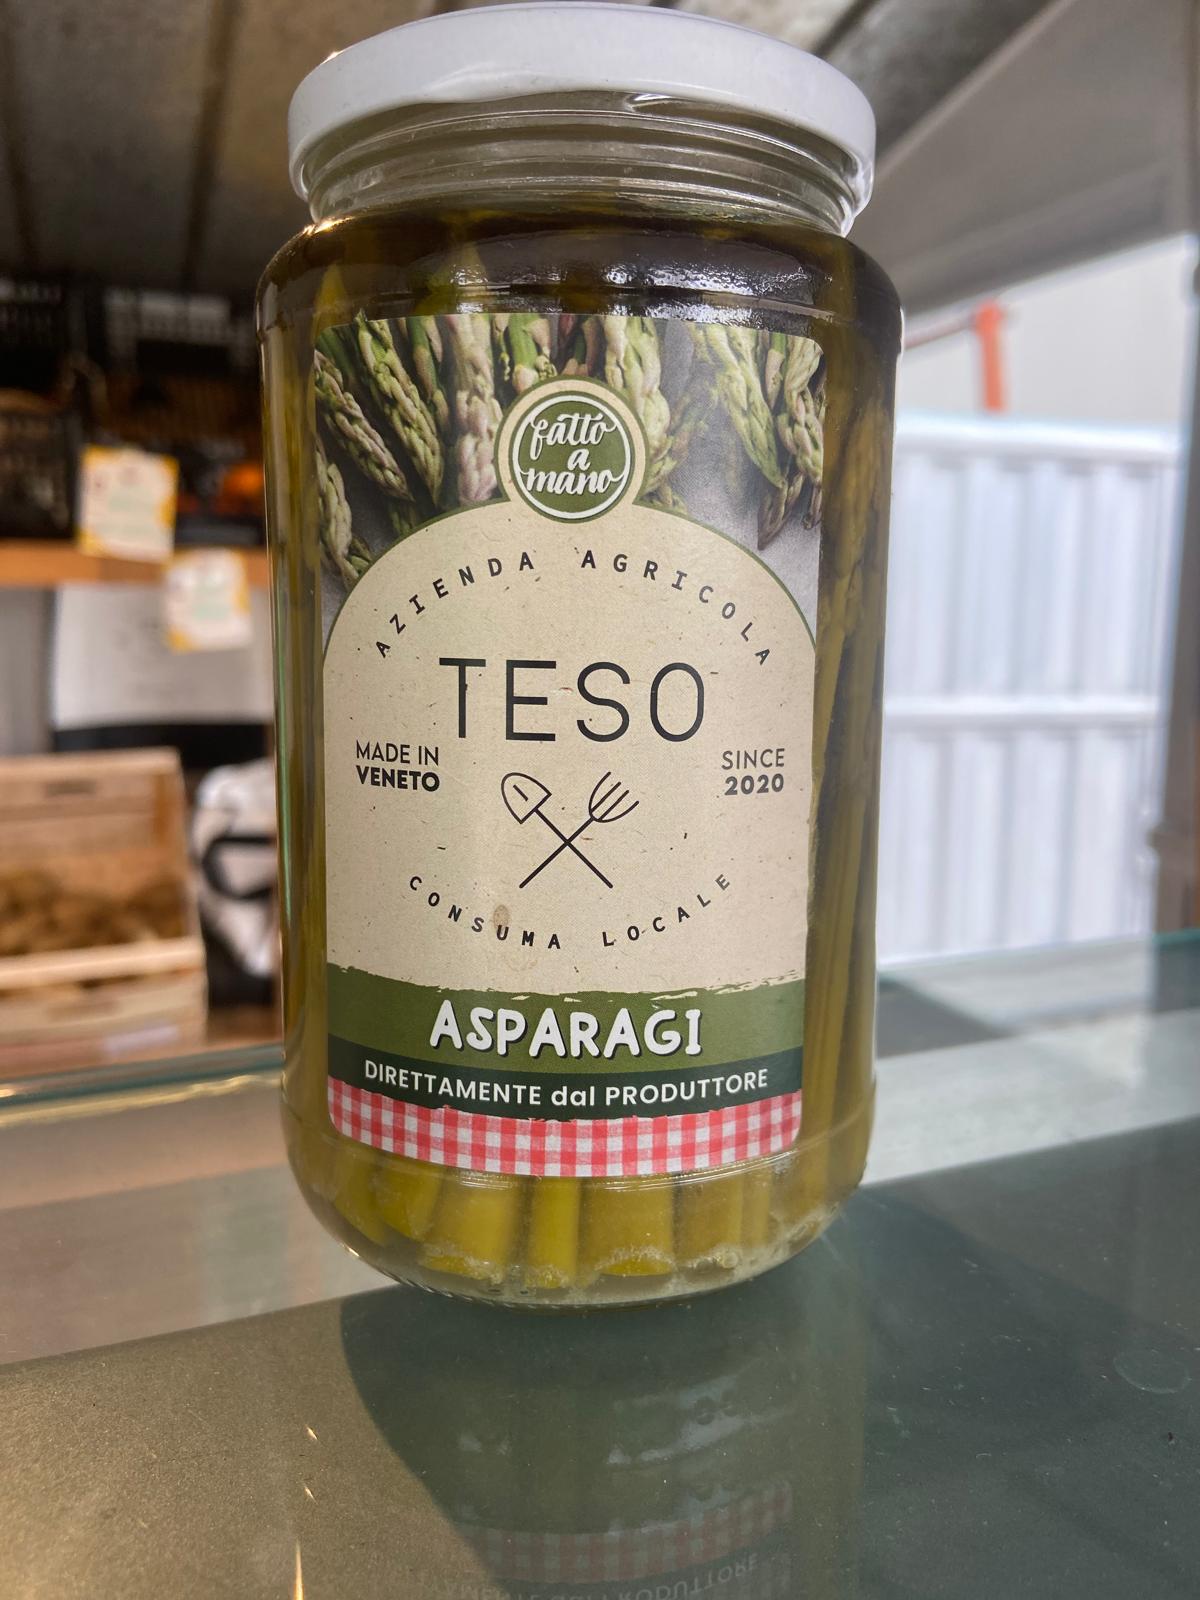 fatto
a
mano
AZIENDA AGRICOLA
TESO
MADE IN
VENETO
SINCE
2020
CONSUMA LOCALE
ASPARAGI
DIRETTAMENTE dal PRODUTTORE